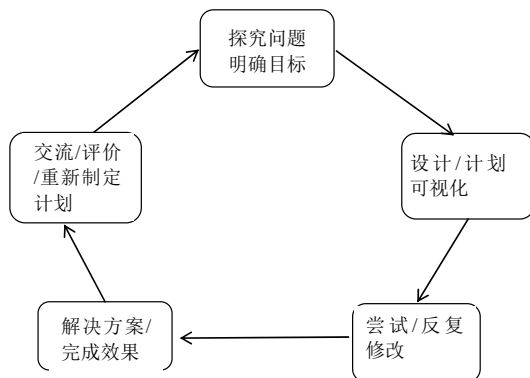 探究问题
明确目标
设计/计划
可视化
尝试/反复
修改
解决方案/
完成效果
交流/评价
/重新制定
计划